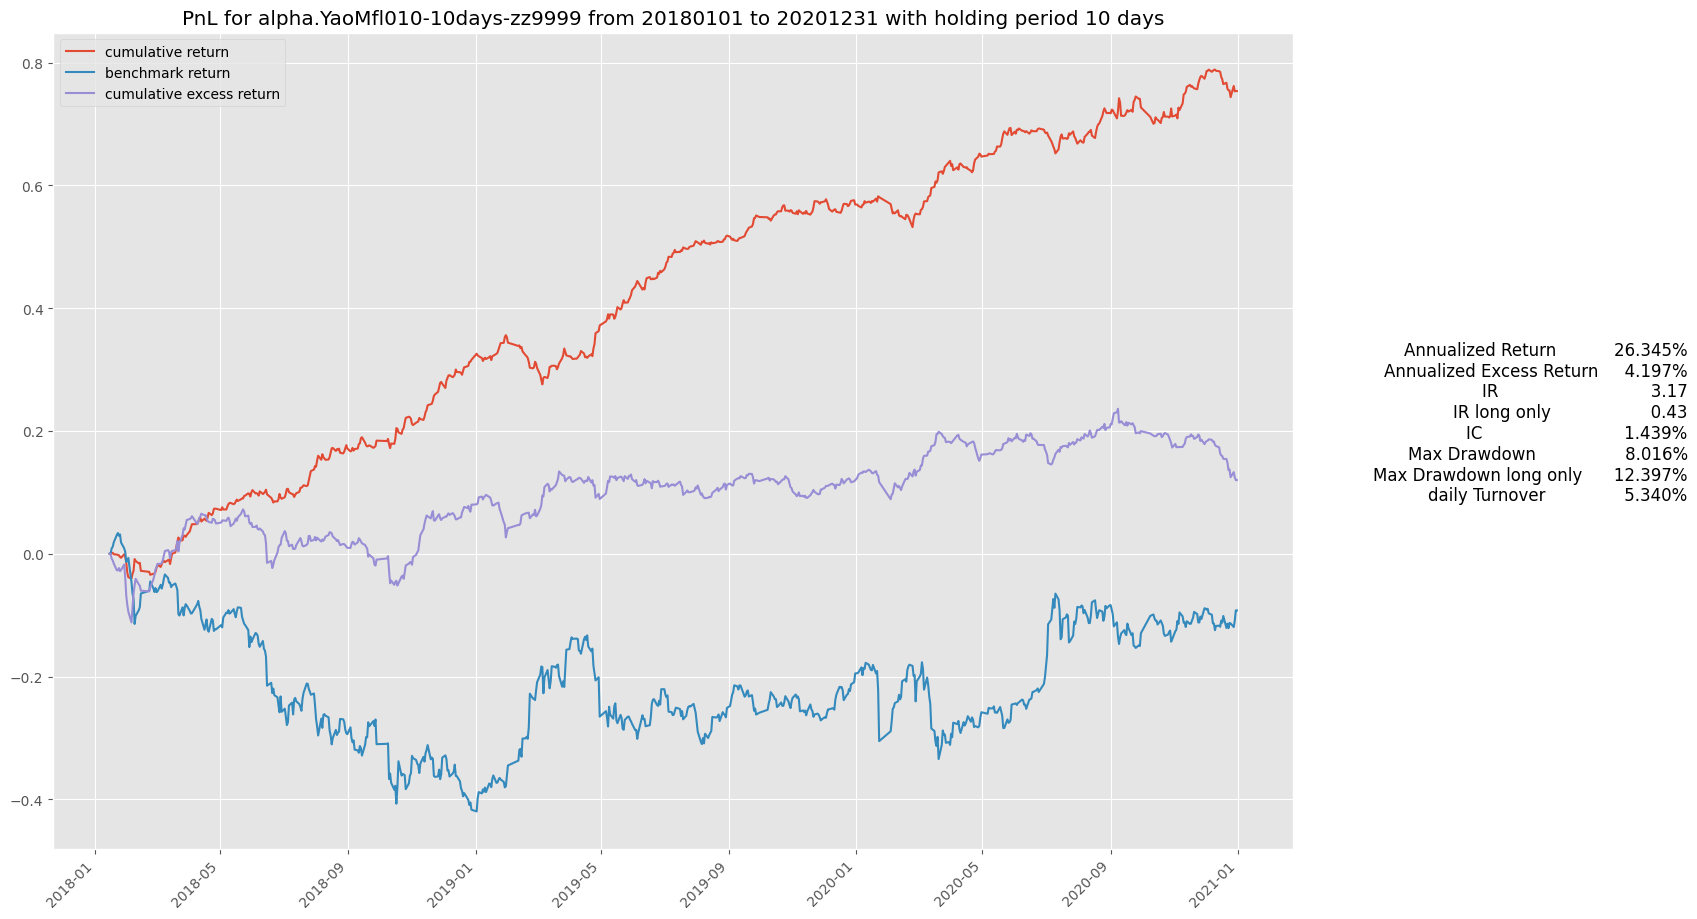 PnL for alpha.YaoMfl010-10days-zz9999 from 20180101 to 20201231 with holding period 10 days
cumulative return
benchmark return
cumulative excess return
0.8
0.6
0.4
0.2
0.0
−0.2
−0.4
2018-01
2018-05
2018-09
2019-01
2019-05
2019-09
2020-01
2020-05
2020-09
2021-01
Annualized Return 26.345%
Annualized Excess Return 4.197%
IR 3.17
IR long only 0.43
IC 1.439%
Max Drawdown 8.016%
Max Drawdown long only 12.397%
daily Turnover 5.340%